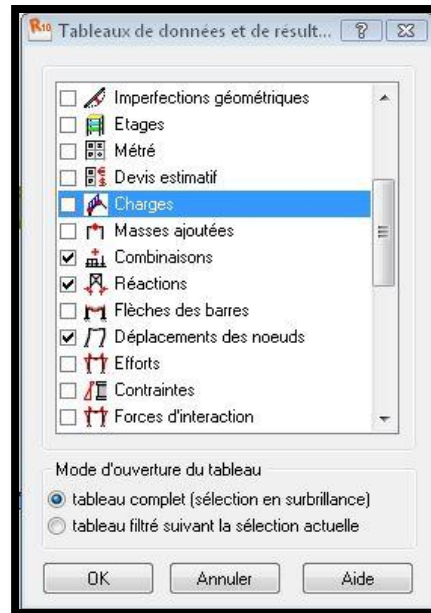 R10 Tableaux de données et de résult...
Imperfections géométriques
Etages
Métré
Devis estimatif
Charges
Masses ajoutées
Combinaisons
Réactions
Flèches des barres
Déplacements des noeuds
Efforts
Contraintes
Forces d'interaction
Mode d'ouverture du tableau
tableau complet (sélection en surbrillance)
tableau filtré suivant la sélection actuelle
OK Annuler Aide